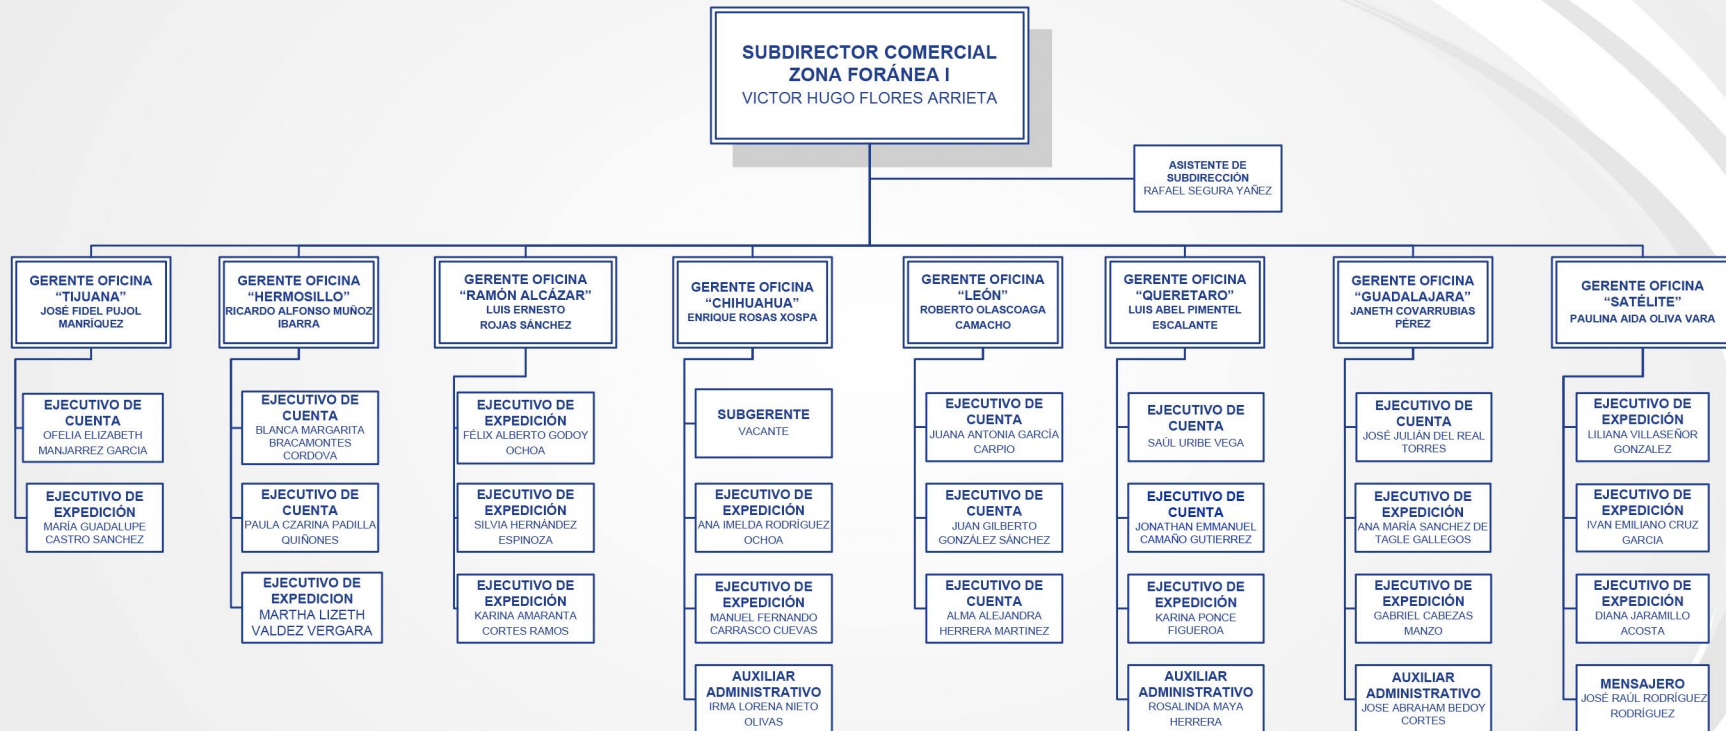 SUBDIRECTOR COMERCIAL
ZONA FORÁNEA I
VICTOR HUGO FLORES ARRIETA
ASISTENTE DE
SUBDIRECCIÓN
RAFAEL SEGURA YAÑEZ
GERENTE OFICINA
“TIJUANA”
JOSÉ FIDEL PUJOL
MANRÍQUEZ
EJECUTIVO DE
CUENTA
OFELIA ELIZABETH
MANJARREZ GARCIA
EJECUTIVO DE
EXPEDICIÓN
MARÍA GUADALUPE
CASTRO SANCHEZ
GERENTE OFICINA
“HERMOSILLO”
RICARDO ALFONSO MUÑOZ
IBARRA
EJECUTIVO DE
CUENTA
BLANCA MARGARITA
BRACAMONTES
CORDOVA
EJECUTIVO DE
CUENTA
PAULA CZARINA PADILLA
QUIÑONES
EJECUTIVO DE
EXPEDICION
MARTHA LIZETH
VALDEZ VERGARA
GERENTE OFICINA
“RAMÓN ALCÁZAR”
LUIS ERNESTO
ROJAS SÁNCHEZ
EJECUTIVO DE
EXPEDICIÓN
FÉLIX ALBERTO GODOY
OCHOA
EJECUTIVO DE
EXPEDICIÓN
SILVIA HERNÁNDEZ
ESPINOZA
EJECUTIVO DE
EXPEDICIÓN
KARINA AMARANTA
CORTES RAMOS
GERENTE OFICINA
“CHIHUAHUA”
ENRIQUE ROSAS XOSPA
SUBGERENTE
VACANTE
EJECUTIVO DE
EXPEDICIÓN
ANA IMELDA RODRÍGUEZ
OCHOA
EJECUTIVO DE
EXPEDICIÓN
MANUEL FERNANDO
CARRASCO CUEVAS
AUXILIAR
ADMINISTRATIVO
IRMA LORENA NIETO
OLIVAS
GERENTE OFICINA
“LEÓN”
ROBERTO OLASCOAGA
CAMACHO
EJECUTIVO DE
CUENTA
JUANA ANTONIA GARCÍA
CARPIO
EJECUTIVO DE
CUENTA
JUAN GILBERTO
GONZÁLEZ SÁNCHEZ
EJECUTIVO DE
CUENTA
ALMA ALEJANDRA
HERRERA MARTINEZ
GERENTE OFICINA
“QUERETARO”
LUIS ABEL PIMENTEL
ESCALANTE
EJECUTIVO DE
CUENTA
SAÚL URIBE VEGA
EJECUTIVO DE
CUENTA
JONATHAN EMMANUEL
CAMAÑO GUTIERREZ
EJECUTIVO DE
EXPEDICIÓN
KARINA PONCE
FIGUEROA
AUXILIAR
ADMINISTRATIVO
ROSALINDA MAYA
HERRERA
GERENTE OFICINA
“GUADALAJARA”
JANETH COVARRUBIAS
PÉREZ
EJECUTIVO DE
CUENTA
JOSÉ JULIÁN DEL REAL
TORRES
EJECUTIVO DE
EXPEDICIÓN
ANA MARÍA SANCHEZ DE
TAGLE GALLEGOS
EJECUTIVO DE
EXPEDICIÓN
GABRIEL CABEZAS
MANZO
AUXILIAR
ADMINISTRATIVO
JOSE ABRAHAM BEDOY
CORTES
GERENTE OFICINA
“SATÉLITE”
PAULINA AIDA OLIVA VARA
EJECUTIVO DE
EXPEDICIÓN
LILIANA VILLASEÑOR
GONZALEZ
EJECUTIVO DE
EXPEDICIÓN
IVAN EMILIANO CRUZ
GARCIA
EJECUTIVO DE
EXPEDICIÓN
DIANA JARAMILLO
ACOSTA
MENSAJERO
JOSÉ RAÚL RODRÍGUEZ
RODRÍGUEZ